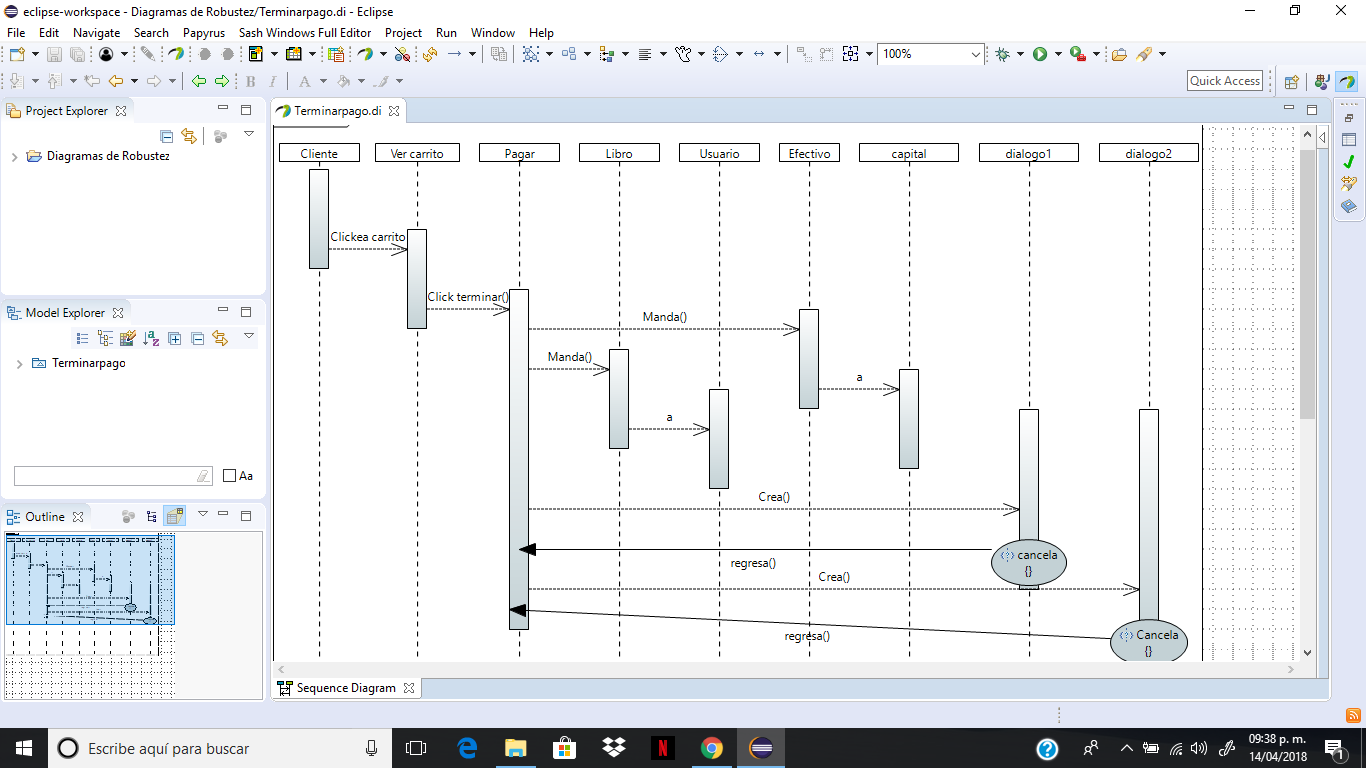 eclipse-workspace - Diagramas de Robustez/Terminarpago.di - Eclipse
File Edit Navigate Search Papyrus Sash Windows Full Editor Project Run Window Help
100%
B I A
Quick Access
Project Explorer
Diagramas de Robustez
Model Explorer
Terminarpago
Aa
Outline
Terminarpago.di
Cliente Ver carrito Pagar Libro Usuario Efectivo capital dialogo1 dialogo2
Clickea carrito
Click terminar()
Manda()
Manda()
a
a
Crea()
cancela
{}
regresa()
Crea()
regresa()
Cancela
{}
Sequence Diagram
Escribe aquí para buscar
09:38 p. m.
14/04/2018
1